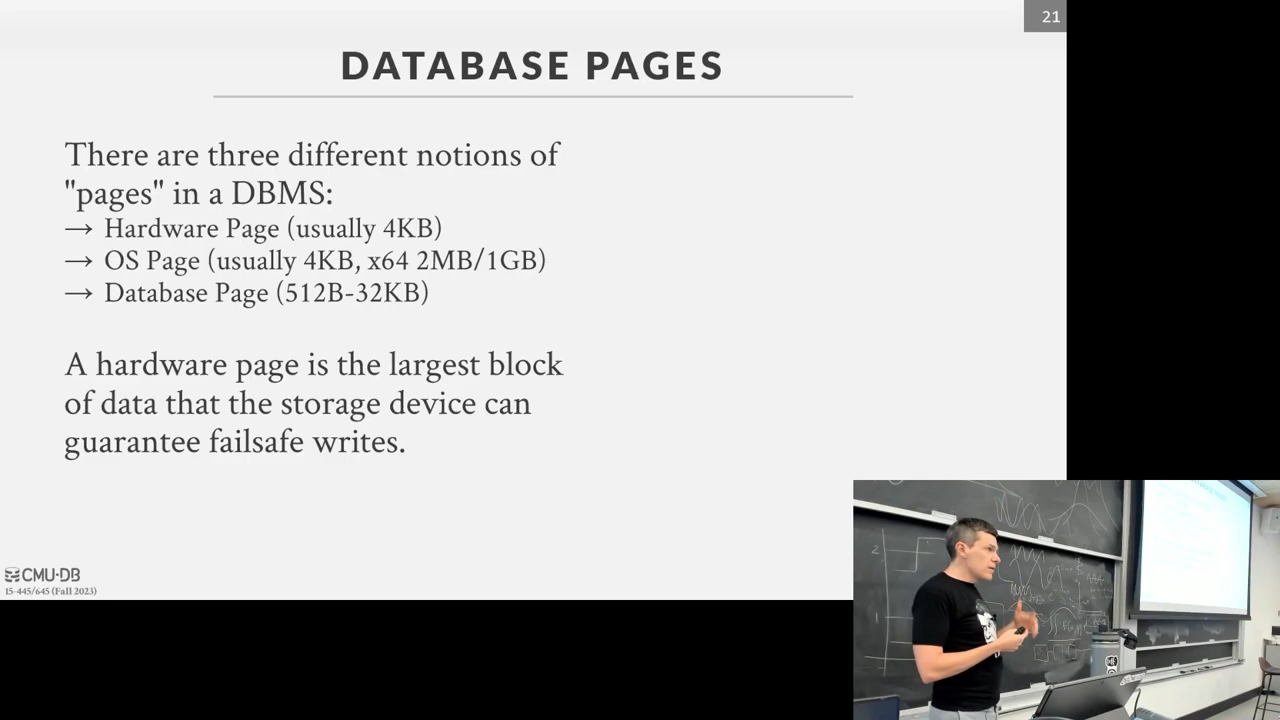 21
DATABASE PAGES
There are three different notions of
"pages" in a DBMS:
→ Hardware Page (usually 4KB)
→ OS Page (usually 4KB, x64 2MB/1GB)
→ Database Page (512B-32KB)
A hardware page is the largest block
of data that the storage device can
guarantee failsafe writes.
CMU·DB
15-445/645 (Fall 2023)
2
1